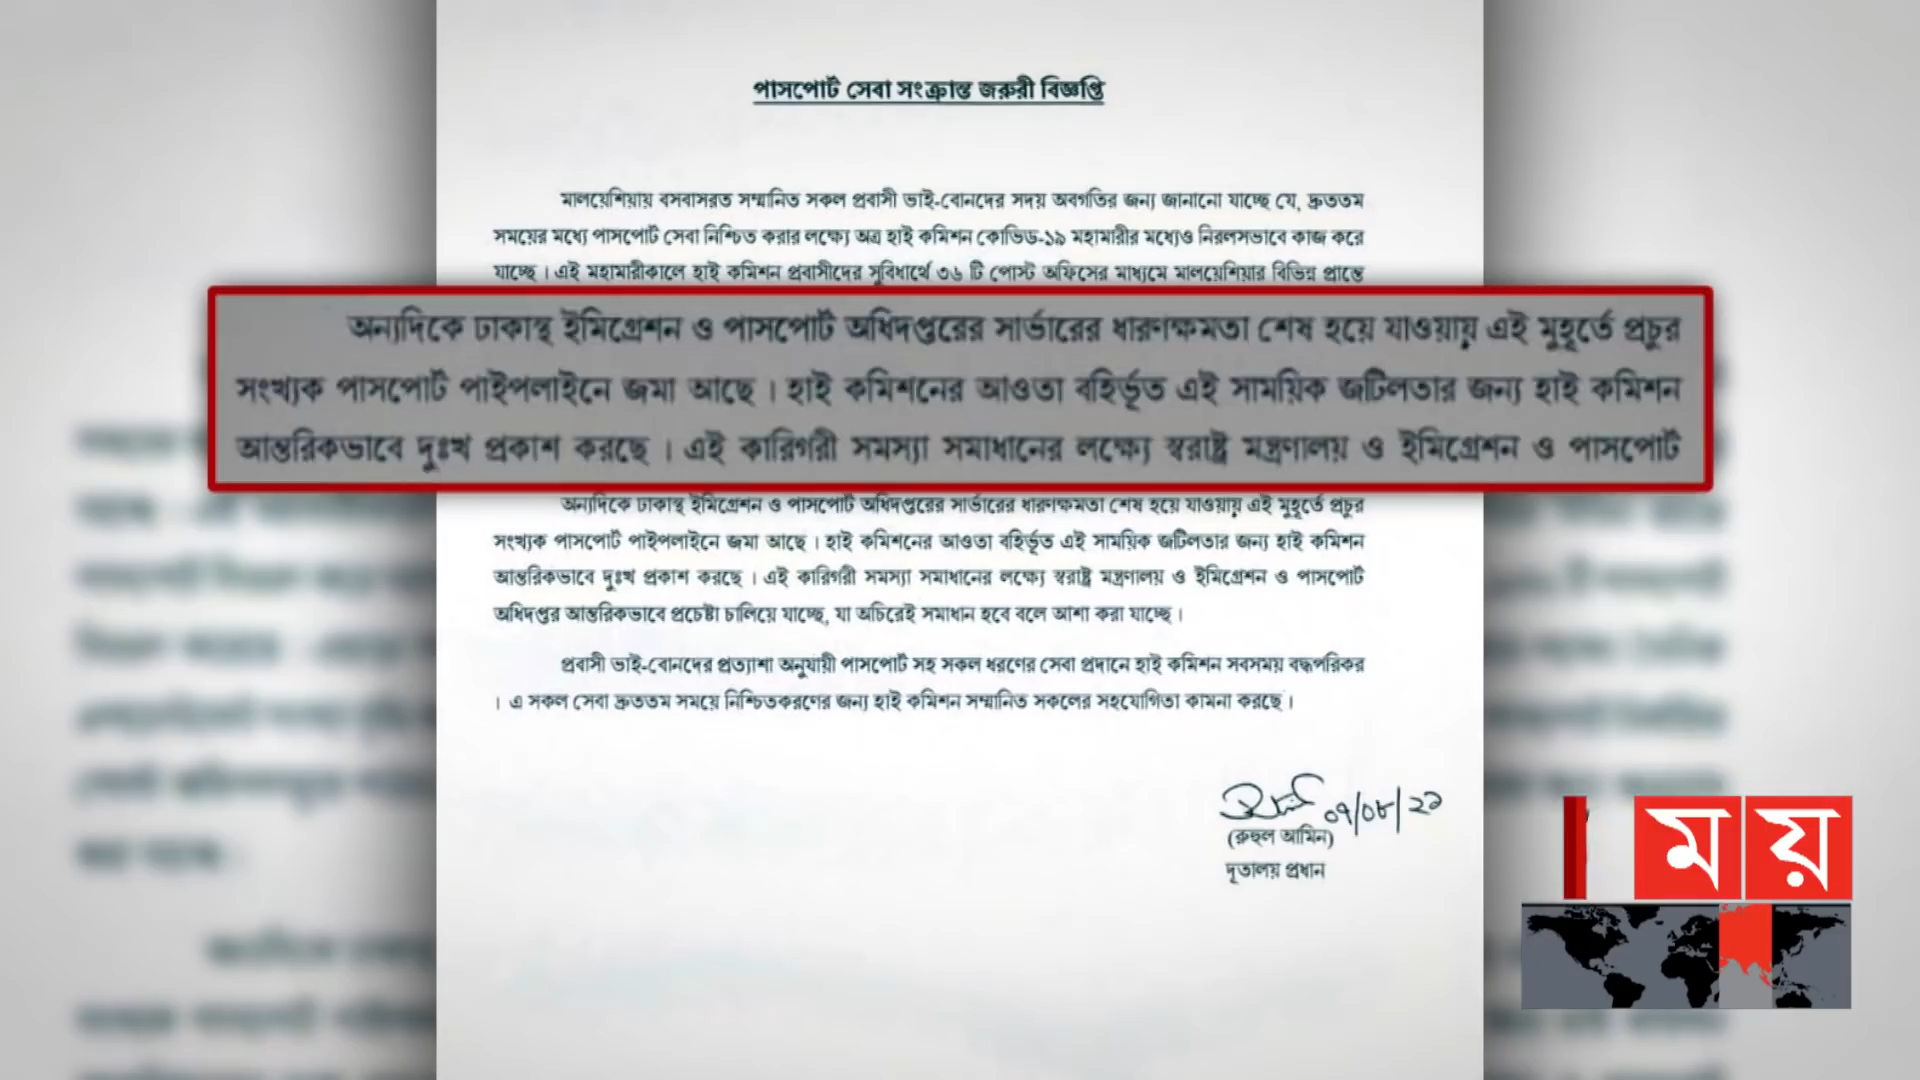 পাসপোর্ট সেবা সংক্রান্ত জরুরী বিজ্ঞপ্তি
মালয়েশিয়ায় বসবাসরত সম্মানিত সকল প্রবাসী ভাই-বোনদের সদয় অবগতির জন্য জানানো যাচ্ছে যে, দ্রুততম
সময়ের মধ্যে পাসপোর্ট সেবা নিশ্চিত করার লক্ষ্যে অত্র হাই কমিশন কোভিড-১৯ মহামারীর মধ্যেও নিরলসভাবে কাজ করে
যাচ্ছে। এই মহামারীকালে হাই কমিশন প্রবাসীদের সুবিধার্থে ৩৬ টি পোস্ট অফিসের মাধ্যমে মালয়েশিয়ার বিভিন্ন প্রান্তে
অন্যদিকে ঢাকাস্থ ইমিগ্রেশন ও পাসপোর্ট অধিদপ্তরের সার্ভারের ধারণক্ষমতা শেষ হয়ে যাওয়ায় এই মুহূর্তে প্রচুর
সংখ্যক পাসপোর্ট পাইপলাইনে জমা আছে। হাই কমিশনের আওতা বহির্ভূত এই সাময়িক জটিলতার জন্য হাই কমিশন
আন্তরিকভাবে দুঃখ প্রকাশ করছে। এই কারিগরী সমস্যা সমাধানের লক্ষ্যে স্বরাষ্ট্র মন্ত্রণালয় ও ইমিগ্রেশন ও পাসপোর্ট
অন্যদিকে ঢাকাস্থ ইমিগ্রেশন ও পাসপোর্ট অধিদপ্তরের সার্ভারের ধারণক্ষমতা শেষ হয়ে যাওয়ায় এই মুহূর্তে প্রচুর
সংখ্যক পাসপোর্ট পাইপলাইনে জমা আছে। হাই কমিশনের আওতা বহির্ভূত এই সাময়িক জটিলতার জন্য হাই কমিশন
আন্তরিকভাবে দুঃখ প্রকাশ করছে। এই কারিগরী সমস্যা সমাধানের লক্ষ্যে স্বরাষ্ট্র মন্ত্রণালয় ও ইমিগ্রেশন ও পাসপোর্ট
অধিদপ্তর আন্তরিকভাবে প্রচেষ্টা চালিয়ে যাচ্ছে, যা অচিরেই সমাধান হবে বলে আশা করা যাচ্ছে।
প্রবাসী ভাই-বোনদের প্রত্যাশা অনুযায়ী পাসপোর্ট সহ সকল ধরণের সেবা প্রদানে হাই কমিশন সবসময় বদ্ধপরিকর
। এ সকল সেবা দ্রুততম সময়ে নিশ্চিতকরণের জন্য হাই কমিশন সম্মানিত সকলের সহযোগিতা কামনা করছে।
০৭/০৮/২১
(রুহুল আমিন)
দূতালয় প্রধান
ময়